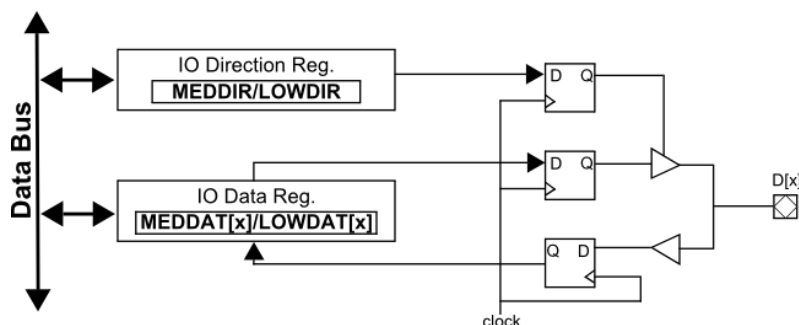 Data Bus
IO Direction Reg.
MEDDIR/LOWDIR
D Q
D Q
IO Data Reg.
MEDDAT[x]/LOWDAT[x]
Q D
D[x]
clock